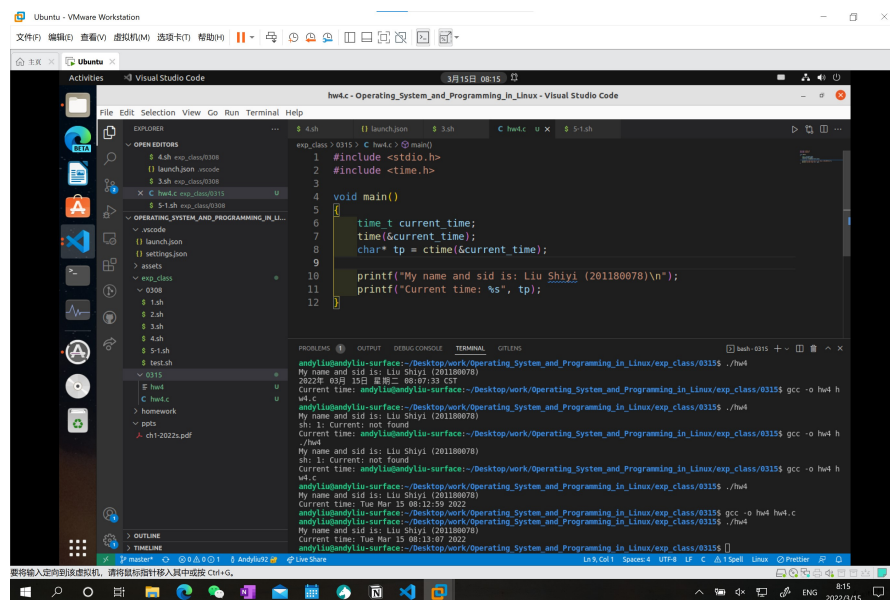 Ubuntu - VMware Workstation
文件(F) 编辑(E) 查看(V) 虚拟机(M) 选项卡(T) 帮助(H)
主页 Ubuntu
Activities Visual Studio Code 3月15日 08:15
hw4.c - Operating_System_and_Programming_in_Linux - Visual Studio Code
File Edit Selection View Go Run Terminal Help
EXPLORER
$ 4.sh {} launch.json $ 3.sh C hw4.c U × $ 5-1.sh
OPEN EDITORS
$ 4.sh exp_class/0308
{} launch.json .vscode
$ 3.sh exp_class/0308
× C hw4.c exp_class/0315 U
$ 5-1.sh exp_class/0308
OPERATING_SYSTEM_AND_PROGRAMMING_IN_LI...
.vscode
{} launch.json
{} settings.json
assets
exp_class
0308
$ 1.sh
$ 2.sh
$ 3.sh
$ 4.sh
$ 5-1.sh
$ test.sh
0315
hw4 U
C hw4.c U
homework
ppts
ch1-2022s.pdf
OUTLINE
TIMELINE
BETA
exp_class > 0315 > C hw4.c > main()
1 #include <stdio.h>
2 #include <time.h>
3
4 void main()
5 {
6 time_t current_time;
7 time(&current_time);
8 char* tp = ctime(&current_time);
9
10 printf("My name and sid is: Liu Shiyi (201180078)\n");
11 printf("Current time: %s", tp);
12 }
PROBLEMS 1 OUTPUT DEBUG CONSOLE TERMINAL GITLENS bash - 0315
andyliu@andyliu-surface:~/Desktop/work/Operating_System_and_Programming_in_Linux/exp_class/0315$ ./hw4
My name and sid is: Liu Shiyi (201180078)
2022年 03月 15日 星期二 08:07:33 CST
Current time: andyliu@andyliu-surface:~/Desktop/work/Operating_System_and_Programming_in_Linux/exp_class/0315$ gcc -o hw4 h
w4.c
andyliu@andyliu-surface:~/Desktop/work/Operating_System_and_Programming_in_Linux/exp_class/0315$ ./hw4
My name and sid is: Liu Shiyi (201180078)
sh: 1: Current: not found
Current time: andyliu@andyliu-surface:~/Desktop/work/Operating_System_and_Programming_in_Linux/exp_class/0315$ gcc -o hw4 h
./hw4
My name and sid is: Liu Shiyi (201180078)
sh: 1: Current: not found
Current time: andyliu@andyliu-surface:~/Desktop/work/Operating_System_and_Programming_in_Linux/exp_class/0315$ gcc -o hw4 h
w4.c
andyliu@andyliu-surface:~/Desktop/work/Operating_System_and_Programming_in_Linux/exp_class/0315$ ./hw4
My name and sid is: Liu Shiyi (201180078)
Current time: Tue Mar 15 08:12:59 2022
andyliu@andyliu-surface:~/Desktop/work/Operating_System_and_Programming_in_Linux/exp_class/0315$ gcc -o hw4 hw4.c
andyliu@andyliu-surface:~/Desktop/work/Operating_System_and_Programming_in_Linux/exp_class/0315$ ./hw4
My name and sid is: Liu Shiyi (201180078)
Current time: Tue Mar 15 08:13:07 2022
andyliu@andyliu-surface:~/Desktop/work/Operating_System_and_Programming_in_Linux/exp_class/0315$
master* 0 0 1 Andyliu92 Live Share Ln 9, Col 1 Spaces: 4 UTF-8 LF C 1 Spell Linux Prettier
要将输入定向到该虚拟机，请将鼠标指针移入其中或按 Ctrl+G。
ENG 8:15
2022/3/15